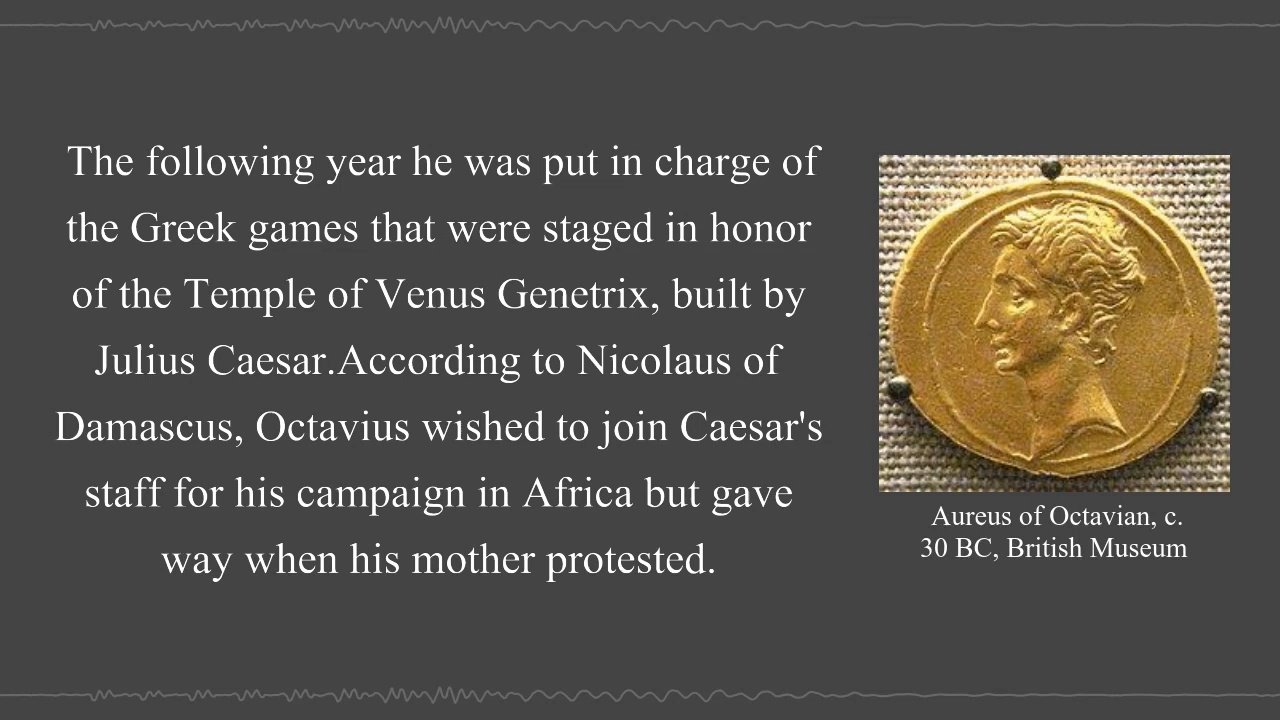 The following year he was put in charge of
the Greek games that were staged in honor
of the Temple of Venus Genetrix, built by
Julius Caesar.According to Nicolaus of
Damascus, Octavius wished to join Caesar's
staff for his campaign in Africa but gave
way when his mother protested.
Aureus of Octavian, c.
30 BC, British Museum